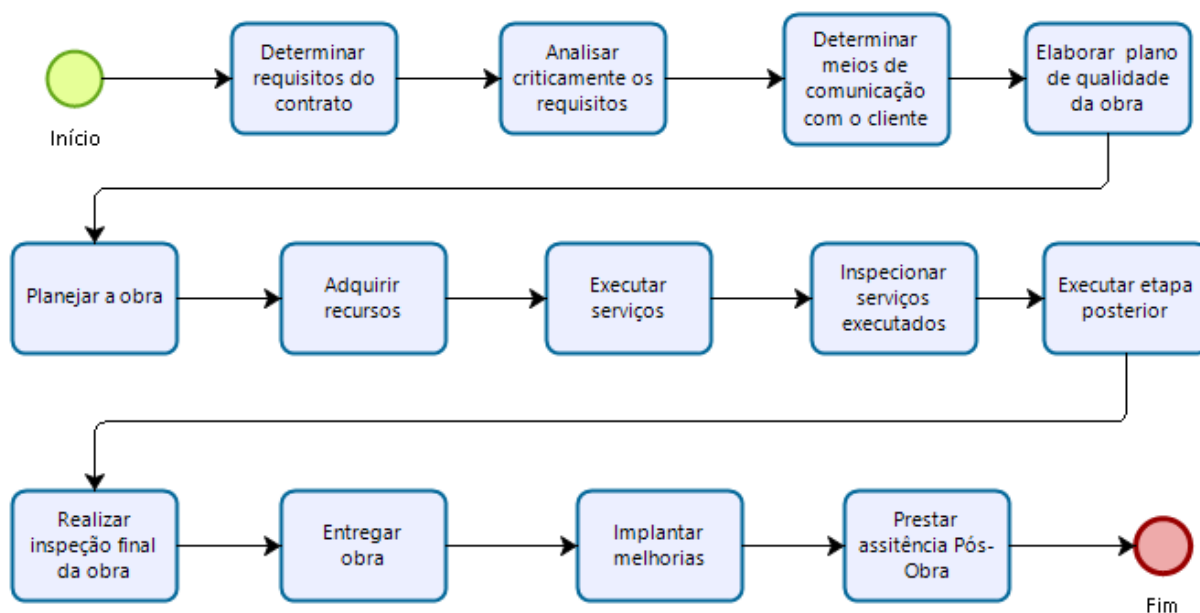 Determinar
requisitos do
contrato
Analisar
criticamente os
requisitos
Determinar
meios de
comunicação
com o cliente
Elaborar plano
de qualidade
da obra
Início
Planejar a obra
Adquirir
recursos
Executar
serviços
Inspecionar
serviços
executados
Executar etapa
posterior
Realizar
inspeção final
da obra
Entregar
obra
Implantar
melhorias
Prestar
assitência Pós-
Obra
Fim